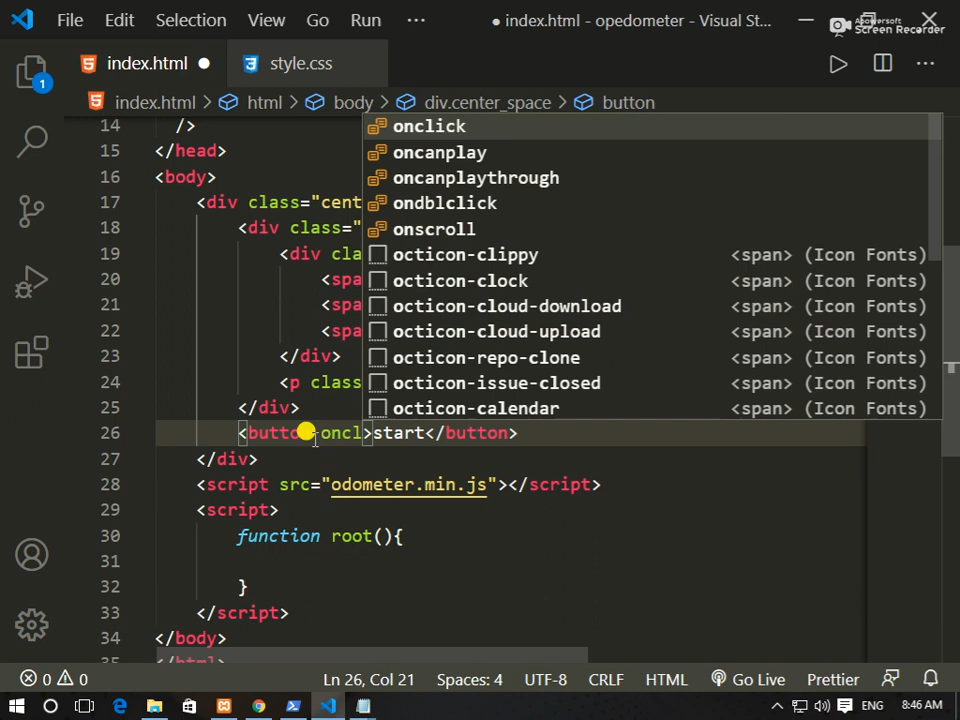 File Edit Selection View Go Run ··· ● index.html - opedometer - Visual St...
Apowersoft
Screen Recorder
index.html ● style.css
1
index.html > html > body > div.center_space > button
14 />
15 </head>
16 <body>
17 <div class="cent
18 <div class="
19 <div cla
20 <spa
21 <spa
22 <spa
23 </div>
24 <p class
25 </div>
26 <butto oncl>start</button>
27 </div>
28 <script src="odometer.min.js"></script>
29 <script>
30 function root(){
31
32 }
33 </script>
34 </body>
35 </html>
onclick
oncanplay
oncanplaythrough
ondblclick
onscroll
octicon-clippy <span> (Icon Fonts)
octicon-clock <span> (Icon Fonts)
octicon-cloud-download <span> (Icon Fonts)
octicon-cloud-upload <span> (Icon Fonts)
octicon-repo-clone <span> (Icon Fonts)
octicon-issue-closed <span> (Icon Fonts)
octicon-calendar <span> (Icon Fonts)
0 0 Ln 26, Col 21 Spaces: 4 UTF-8 CRLF HTML Go Live Prettier
ENG 8:46 AM